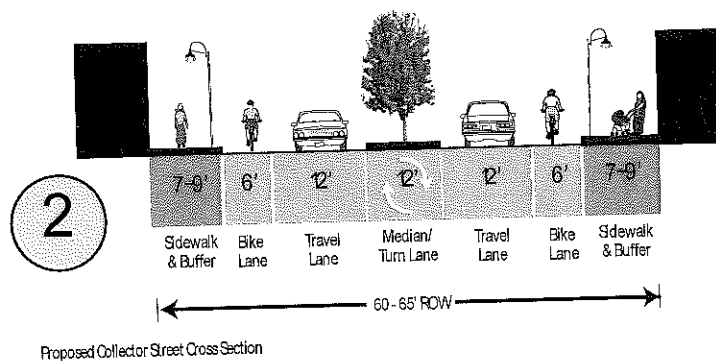 7-9' 6' 12' 12' 12' 6' 7-9'
2
Sidewalk Bike Travel Median/ Travel Bike Sidewalk
& Buffer Lane Lane Turn Lane Lane Lane & Buffer
60 - 65' ROW
Proposed Collector Street Cross Section